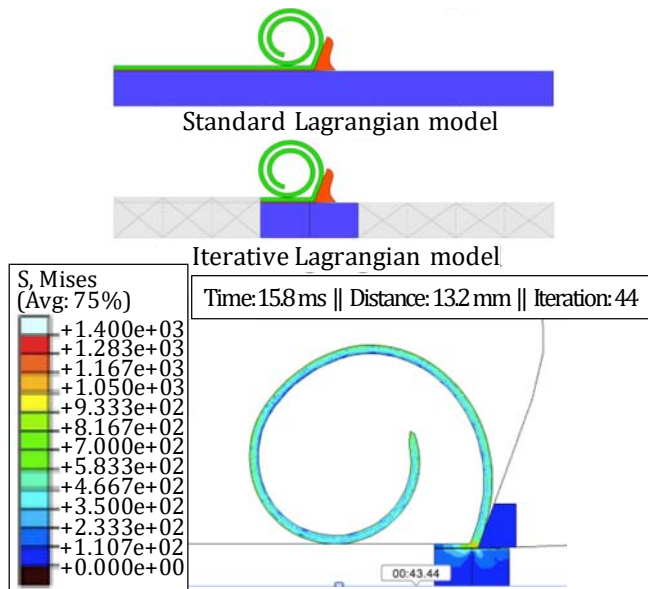 Standard Lagrangian model
Iterative Lagrangian model
S, Mises
(Avg: 75%)
+1.400e+03
+1.283e+03
+1.167e+03
+1.050e+03
+9.333e+02
+8.167e+02
+7.000e+02
+5.833e+02
+4.667e+02
+3.500e+02
+2.333e+02
+1.107e+02
+0.000e+00
Time: 15.8 ms || Distance: 13.2 mm || Iteration: 44
00:43.44